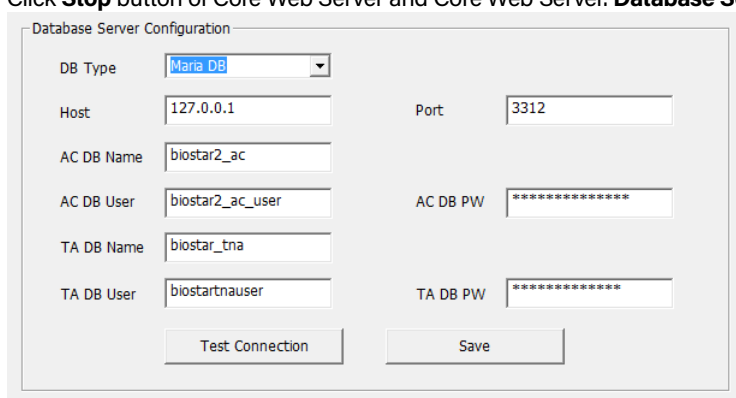 Click Stop button of Core Web Server and Core Web Server. Database S
Database Server Configuration
DB Type Maria DB
Host 127.0.0.1 Port 3312
AC DB Name biostar2_ac
AC DB User biostar2_ac_user AC DB PW **************
TA DB Name biostar_tna
TA DB User biostartnauser TA DB PW *************
Test Connection Save